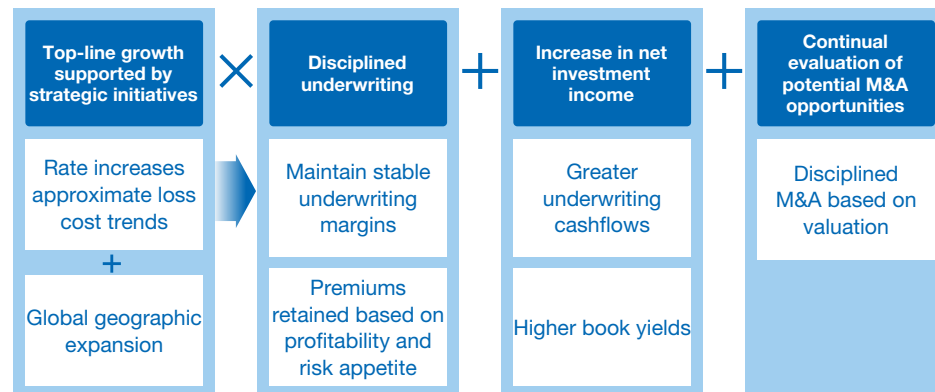 Top-line growth
supported by
strategic initiatives
×
Disciplined
underwriting
+
Increase in net
investment
income
+
Continual
evaluation of
potential M&A
opportunities
Rate increases
approximate loss
cost trends
+
Global geographic
expansion
Maintain stable
underwriting
margins
Premiums
retained based on
profitability and
risk appetite
Greater
underwriting
cashflows
Higher book yields
Disciplined
M&A based on
valuation